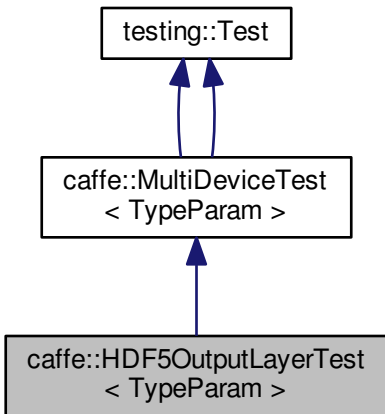 testing::Test
caffe::MultiDeviceTest
< TypeParam >
caffe::HDF5OutputLayerTest
< TypeParam >